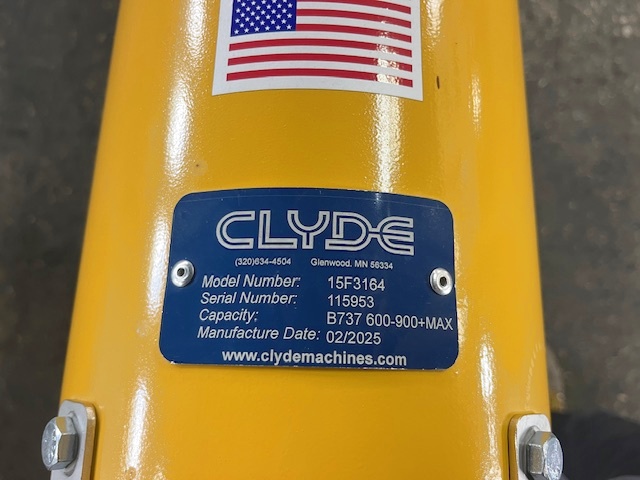 CLYDE
(320)634-4504 Glenwood. MN 56334
Model Number: 15F3164
Serial Number: 115953
Capacity: B737 600-900+MAX
Manufacture Date: 02/2025
www.clydemachines.com